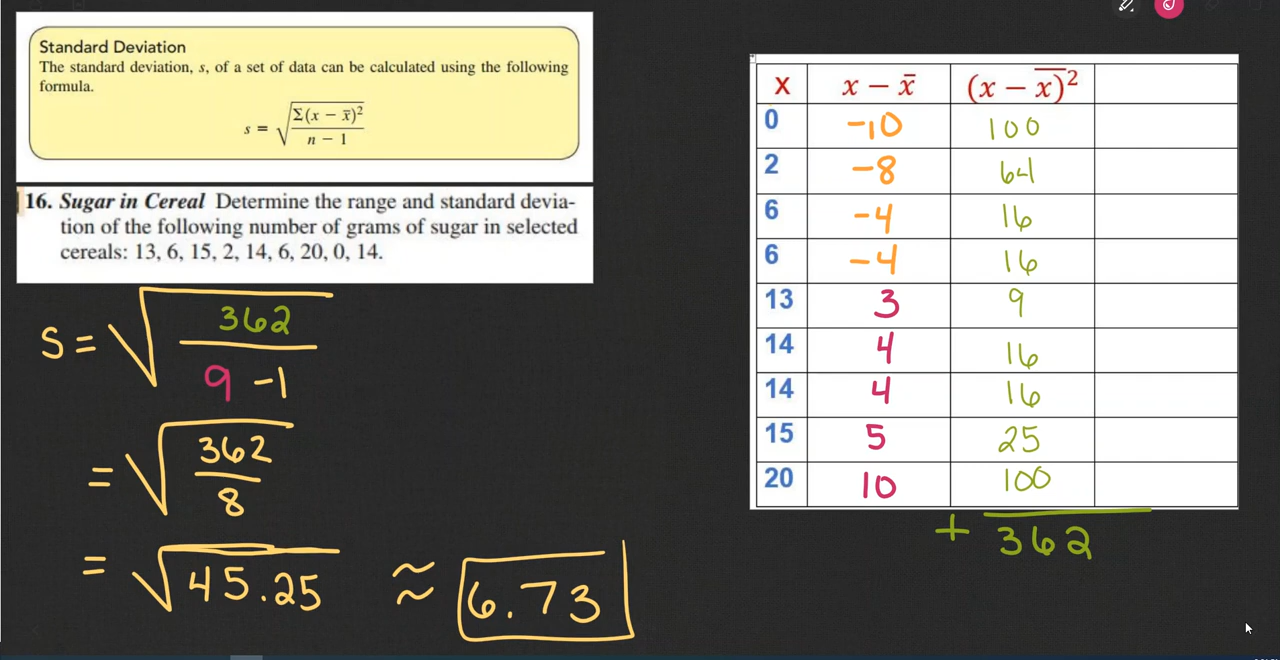 Standard Deviation
The standard deviation, s, of a set of data can be calculated using the following
formula.
s = √(Σ(x − x̄)² / (n − 1))
16. Sugar in Cereal Determine the range and standard devia-
tion of the following number of grams of sugar in selected
cereals: 13, 6, 15, 2, 14, 6, 20, 0, 14.
S = √(362 / (9 − 1))
= √(362 / 8)
= √45.25 ≈ 6.73
X x − x̄ (x − x̄)²
0 −10 100
2 −8 64
6 −4 16
6 −4 16
13 3 9
14 4 16
14 4 16
15 5 25
20 10 100
+ 362